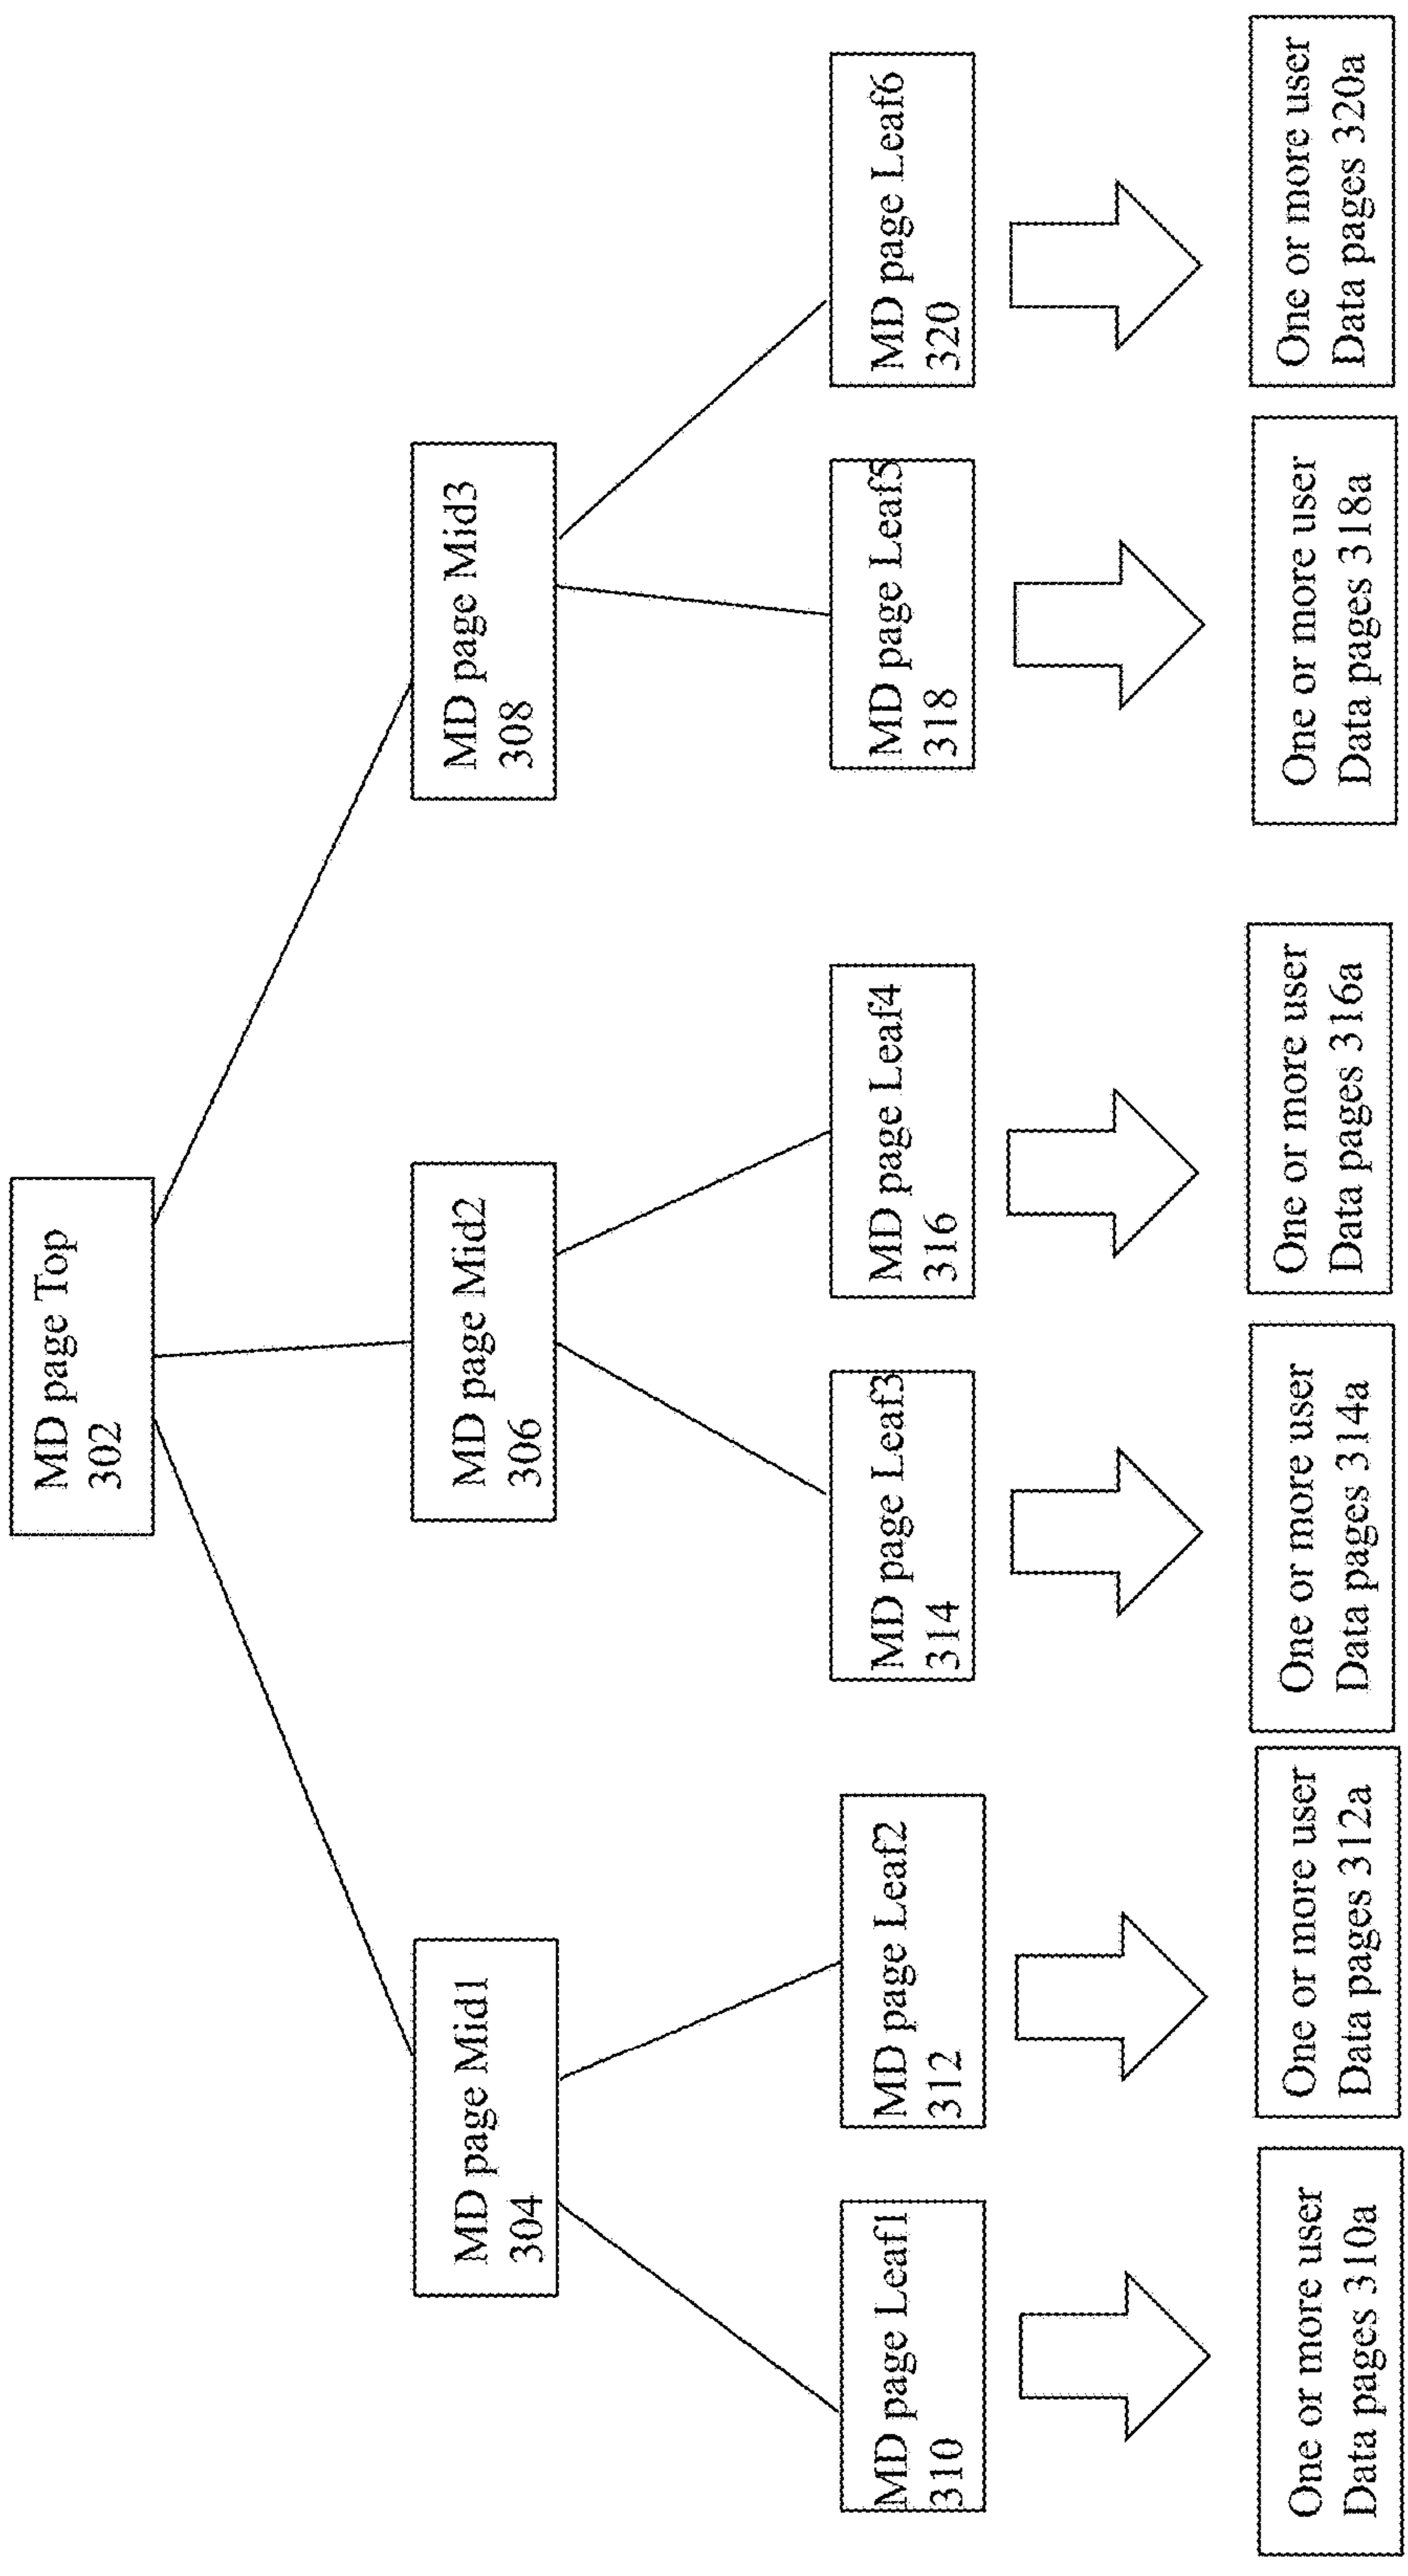 MD page Top
302
MD page Mid1
304
MD page Mid2
306
MD page Mid3
308
MD page Leaf1
310
MD page Leaf2
312
MD page Leaf3
314
MD page Leaf4
316
MD page Leaf5
318
MD page Leaf6
320
One or more user
Data pages 310a
One or more user
Data pages 312a
One or more user
Data pages 314a
One or more user
Data pages 316a
One or more user
Data pages 318a
One or more user
Data pages 320a